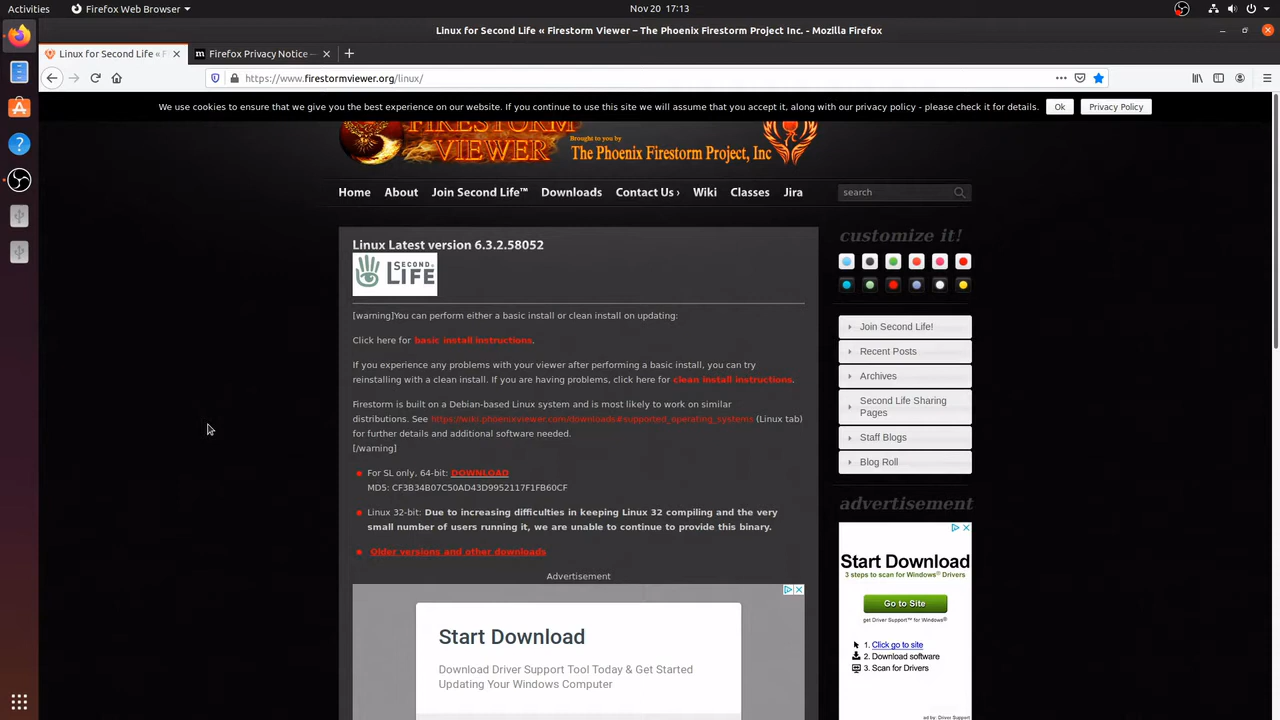 Activities
Firefox Web Browser
Nov 20 17:13
Linux for Second Life « Firestorm Viewer – The Phoenix Firestorm Project Inc. - Mozilla Firefox
Linux for Second Life «
Firefox Privacy Notice —
https://www.firestormviewer.org/linux/
We use cookies to ensure that we give you the best experience on our website. If you continue to use this site we will assume that you accept it, along with our privacy policy - please check it for details.
Ok
Privacy Policy
FIRESTORM
VIEWER
Brought to you by
The Phoenix Firestorm Project, Inc
Home
About
Join Second Life™
Downloads
Contact Us ›
Wiki
Classes
Jira
search
Linux Latest version 6.3.2.58052
SECOND
LIFE
[warning]You can perform either a basic install or clean install on updating:
Click here for basic install instructions.
If you experience any problems with your viewer after performing a basic install, you can try
reinstalling with a clean install. If you are having problems, click here for clean install instructions.
Firestorm is built on a Debian-based Linux system and is most likely to work on similar
distributions. See https://wiki.phoenixviewer.com/downloads#supported_operating_systems (Linux tab)
for further details and additional software needed.
[/warning]
For SL only, 64-bit: DOWNLOAD
MD5: CF3B34B07C50AD43D9952117F1FB60CF
Linux 32-bit: Due to increasing difficulties in keeping Linux 32 compiling and the very
small number of users running it, we are unable to continue to provide this binary.
Older versions and other downloads
Advertisement
Start Download
Download Driver Support Tool Today & Get Started
Updating Your Windows Computer
customize it!
Join Second Life!
Recent Posts
Archives
Second Life Sharing
Pages
Staff Blogs
Blog Roll
advertisement
Start Download
3 steps to scan for Windows® Drivers
Go to Site
get Driver Support™ for Windows®
1. Click go to site
2. Download software
3. Scan for Drivers
ad by: Driver Support